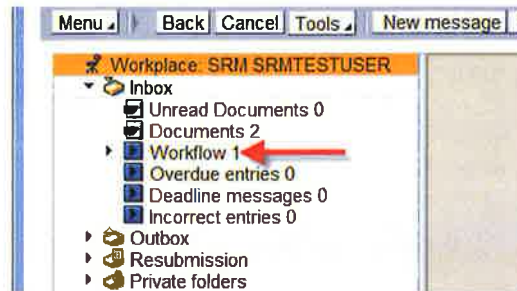 Menu Back Cancel Tools New message
Workplace: SRM SRMTESTUSER
Inbox
Unread Documents 0
Documents 2
Workflow 1
Overdue entries 0
Deadline messages 0
Incorrect entries 0
Outbox
Resubmission
Private folders